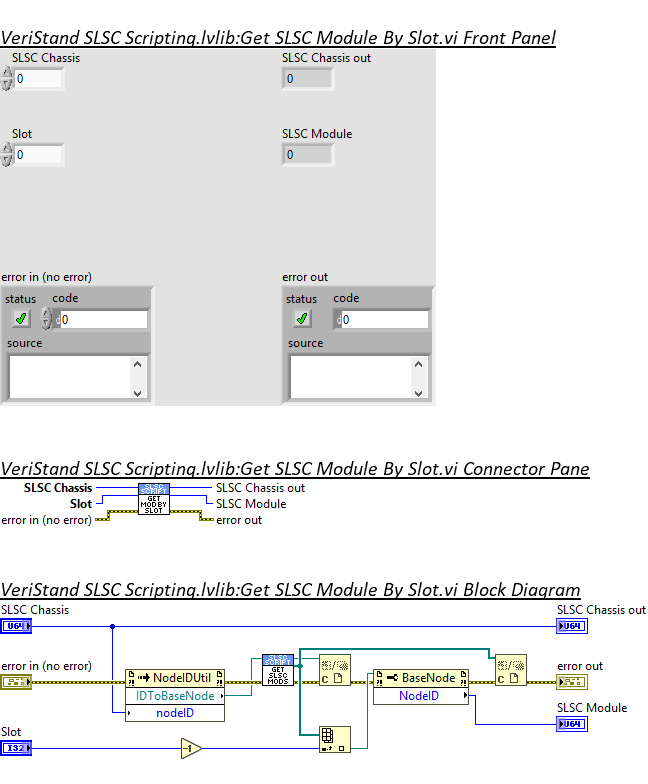 VeriStand SLSC Scripting.lvlib:Get SLSC Module By Slot.vi Front Panel
SLSC Chassis
SLSC Chassis out
0
0
Slot
SLSC Module
0
0
error in (no error)
error out
status
code
status
code
0
0
source
source
VeriStand SLSC Scripting.lvlib:Get SLSC Module By Slot.vi Connector Pane
SLSC Chassis
SLSC SCRIPT
SLSC Chassis out
Slot
GET
MOD BY
SLOT
SLSC Module
error in (no error)
error out
VeriStand SLSC Scripting.lvlib:Get SLSC Module By Slot.vi Block Diagram
SLSC Chassis
SLSC Chassis out
U64
U64
error in (no error)
NodeIDUtil
SLSC
SCRIPT
GET
SLSC
MODS
C
BaseNode
C
error out
IDToBaseNode
NodeID
nodeID
SLSC Module
U64
Slot
I32
-1